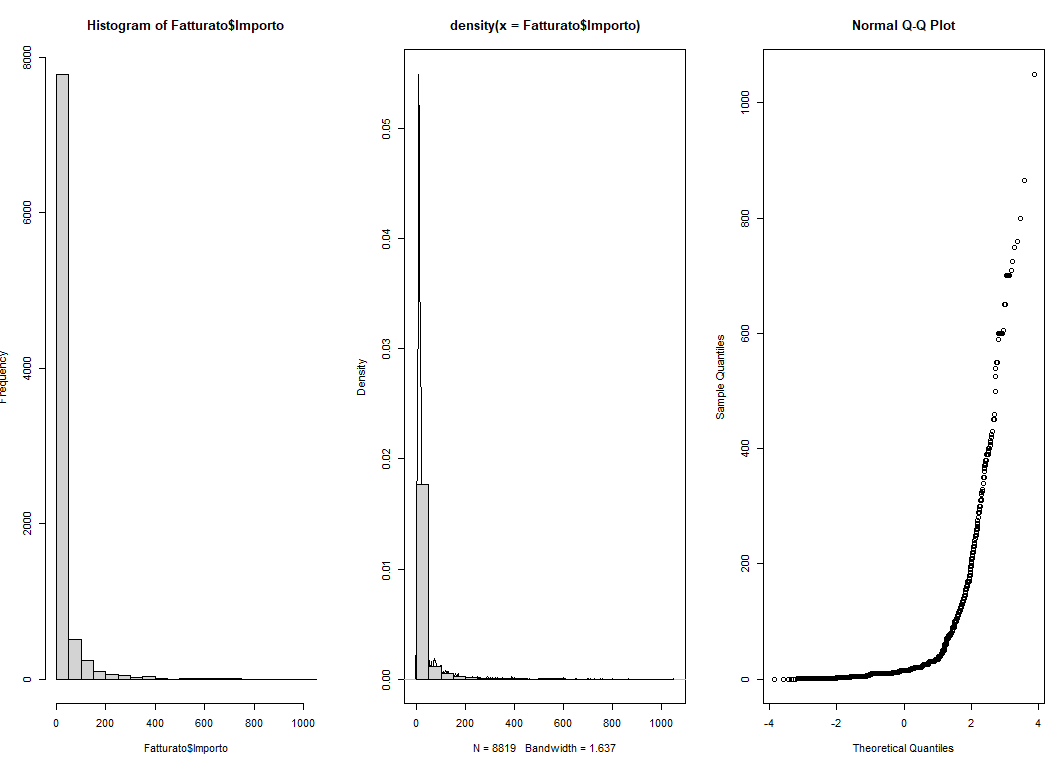 Histogram of Fatturato$Importo
Frequency
0
2000
4000
6000
8000
0 200 400 600 800 1000
Fatturato$Importo
density(x = Fatturato$Importo)
Density
0.00
0.01
0.02
0.03
0.04
0.05
0 200 400 600 800 1000
N = 8819 Bandwidth = 1.637
Normal Q-Q Plot
Sample Quantiles
0
200
400
600
800
1000
-4 -2 0 2 4
Theoretical Quantiles